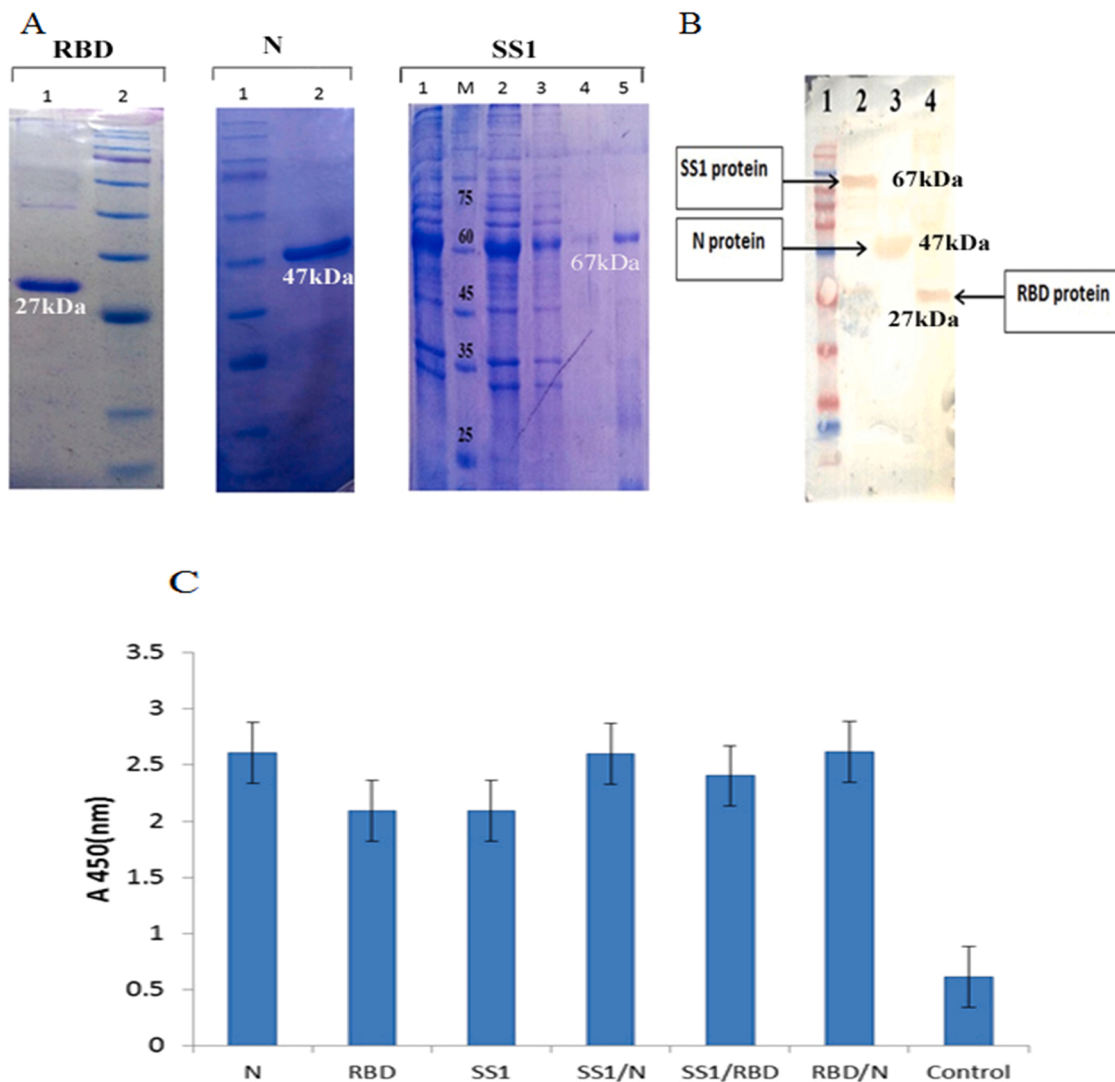 A
B
RBD
N
SS1
1 2
1 2
1 M 2 3 4 5
27kDa
47kDa
75
60
67kDa
45
35
25
1 2 3 4
SS1 protein
67kDa
N protein
47kDa
RBD protein
27kDa
C
A 450(nm)
3.5
3
2.5
2
1.5
1
0.5
0
N RBD SS1 SS1/N SS1/RBD RBD/N Control